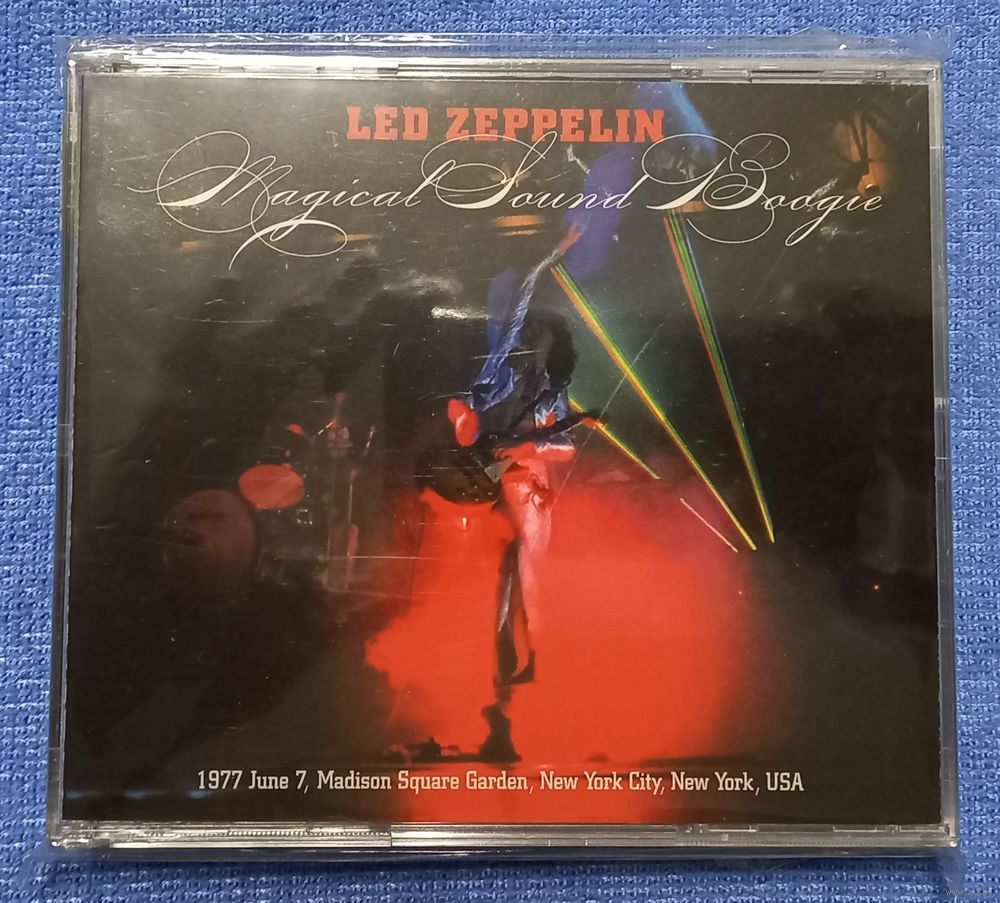 LED ZEPPELIN
Magical Sound Boogie
1977 June 7, Madison Square Garden, New York City, New York, USA